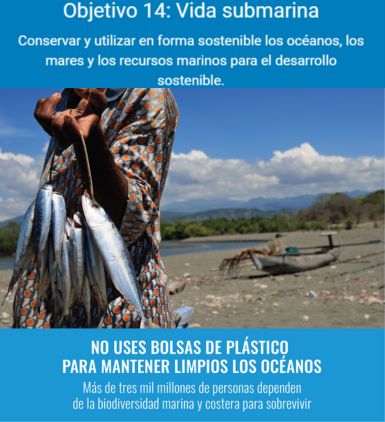 Objetivo 14: Vida submarina
Conservar y utilizar en forma sostenible los océanos, los
mares y los recursos marinos para el desarrollo
sostenible.
NO USES BOLSAS DE PLÁSTICO
PARA MANTENER LIMPIOS LOS OCÉANOS
Más de tres mil millones de personas dependen
de la biodiversidad marina y costera para sobrevivir